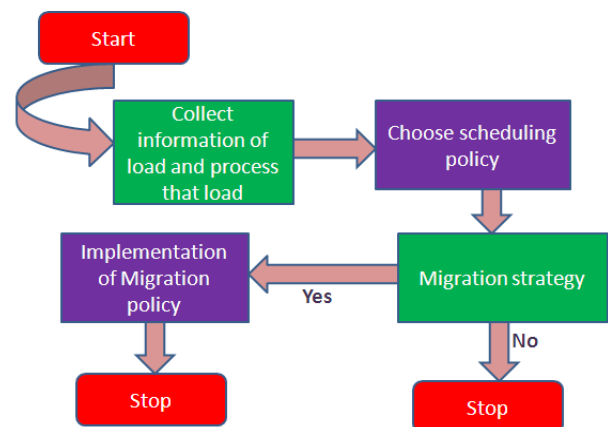 Start
Collect
information of
load and process
that load
Choose scheduling
policy
Implementation
of Migration
policy
Yes
Migration strategy
No
Stop
Stop